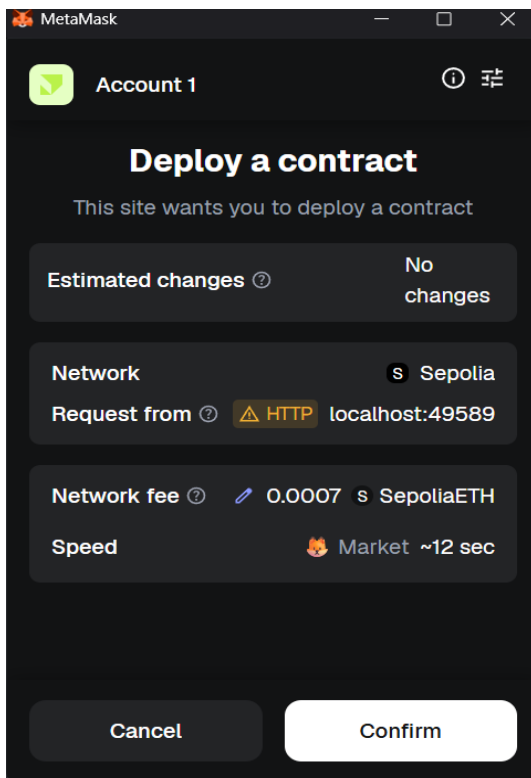 MetaMask
Account 1
Deploy a contract
This site wants you to deploy a contract
Estimated changes No changes
Network S Sepolia
Request from HTTP localhost:49589
Network fee 0.0007 S SepoliaETH
Speed Market ~12 sec
Cancel Confirm